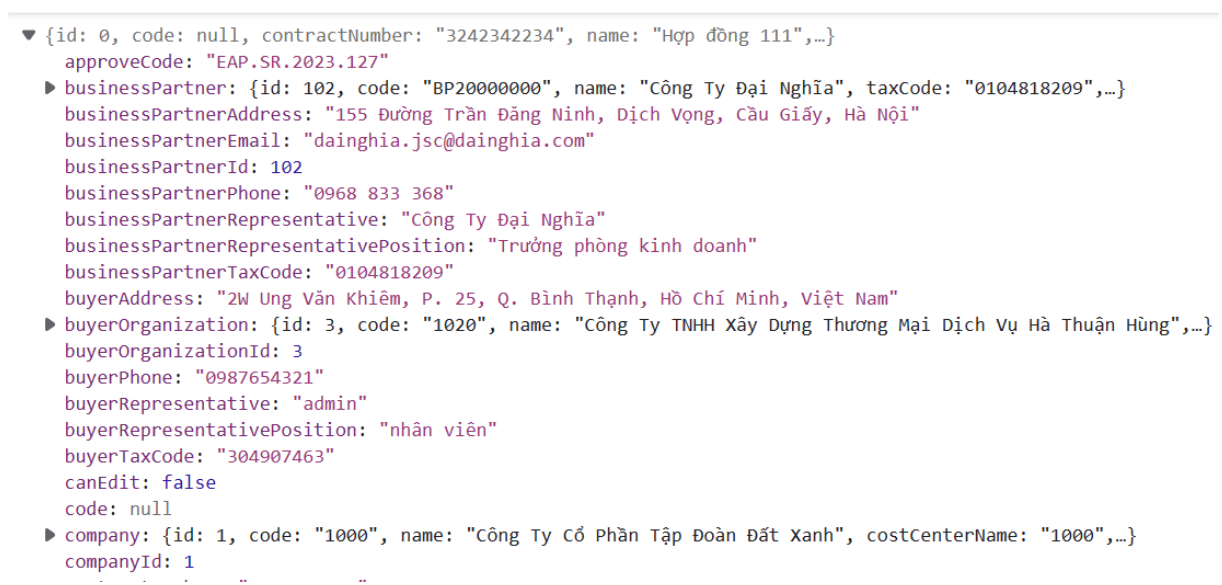 {id: 0, code: null, contractNumber: "3242342234", name: "Hợp đồng 111",…}
approveCode: "EAP.SR.2023.127"
businessPartner: {id: 102, code: "BP20000000", name: "Công Ty Đại Nghĩa", taxCode: "0104818209",…}
businessPartnerAddress: "155 Đường Trần Đăng Ninh, Dịch Vọng, Cầu Giấy, Hà Nội"
businessPartnerEmail: "dainghia.jsc@dainghia.com"
businessPartnerId: 102
businessPartnerPhone: "0968 833 368"
businessPartnerRepresentative: "Công Ty Đại Nghĩa"
businessPartnerRepresentativePosition: "Trưởng phòng kinh doanh"
businessPartnerTaxCode: "0104818209"
buyerAddress: "2W Ung Văn Khiêm, P. 25, Q. Bình Thạnh, Hồ Chí Minh, Việt Nam"
buyerOrganization: {id: 3, code: "1020", name: "Công Ty TNHH Xây Dựng Thương Mại Dịch Vụ Hà Thuận Hùng",…}
buyerOrganizationId: 3
buyerPhone: "0987654321"
buyerRepresentative: "admin"
buyerRepresentativePosition: "nhân viên"
buyerTaxCode: "304907463"
canEdit: false
code: null
company: {id: 1, code: "1000", name: "Công Ty Cổ Phần Tập Đoàn Đất Xanh", costCenterName: "1000",…}
companyId: 1